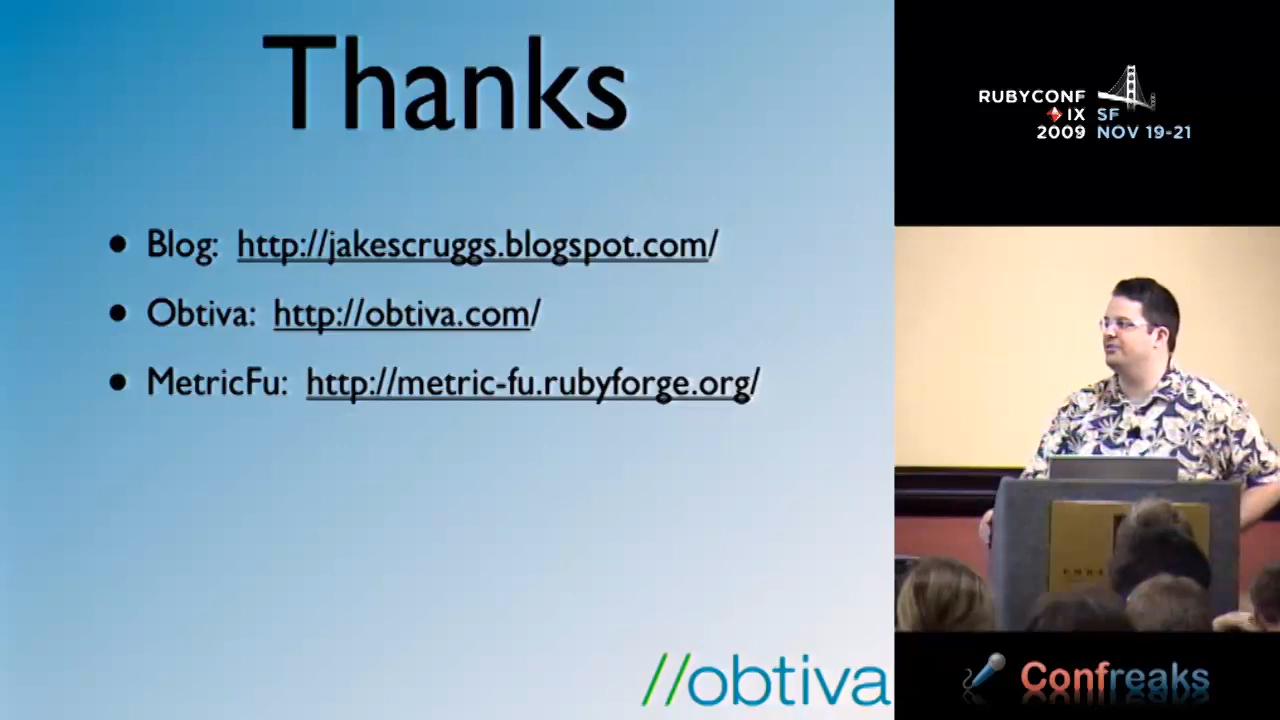 Thanks
• Blog: http://jakescruggs.blogspot.com/
• Obtiva: http://obtiva.com/
• MetricFu: http://metric-fu.rubyforge.org/
//obtiva
RUBYCONF
IX SF
2009 NOV 19-21
Confreaks